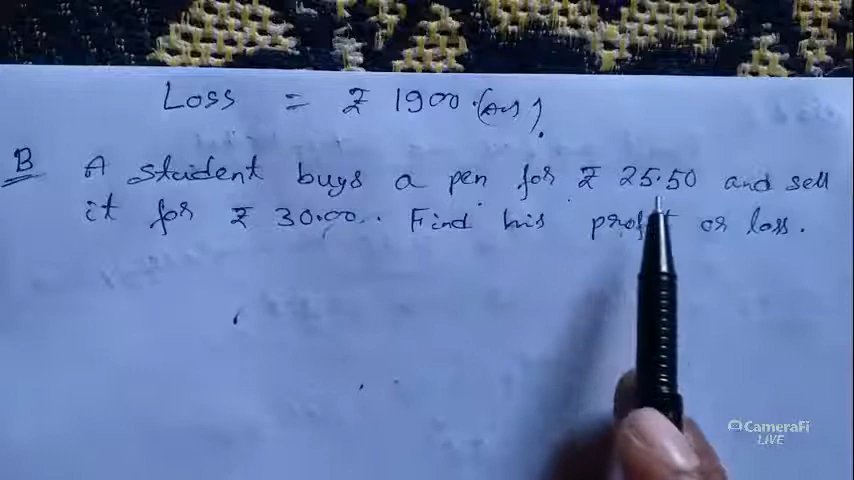 Loss = ₹ 1900.(Ans).
B A student buys a pen for ₹ 25.50 and sell
it for ₹ 30.00. Find his profit or loss.
CameraFi
LIVE